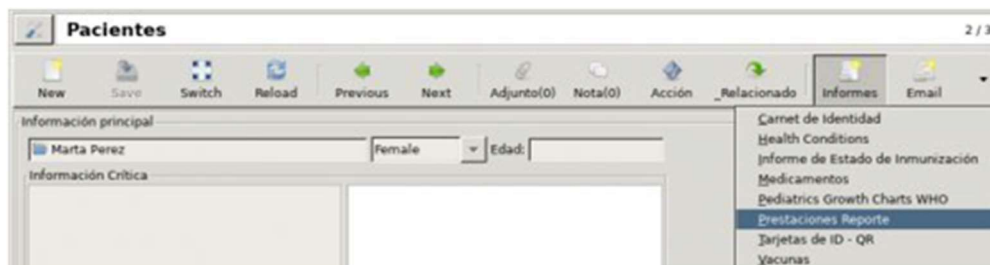 Pacientes
2 / 3
New Save Switch Reload Previous Next Adjunto(0) Nota(0) Acción _Relacionado Informes Email
Información principal
Marta Perez Female Edad:
Información Crítica
Carnet de Identidad
Health Conditions
Informe de Estado de Inmunización
Medicamentos
Pediatrics Growth Charts WHO
Prestaciones Reporte
Tarjetas de ID - QR
Vacunas